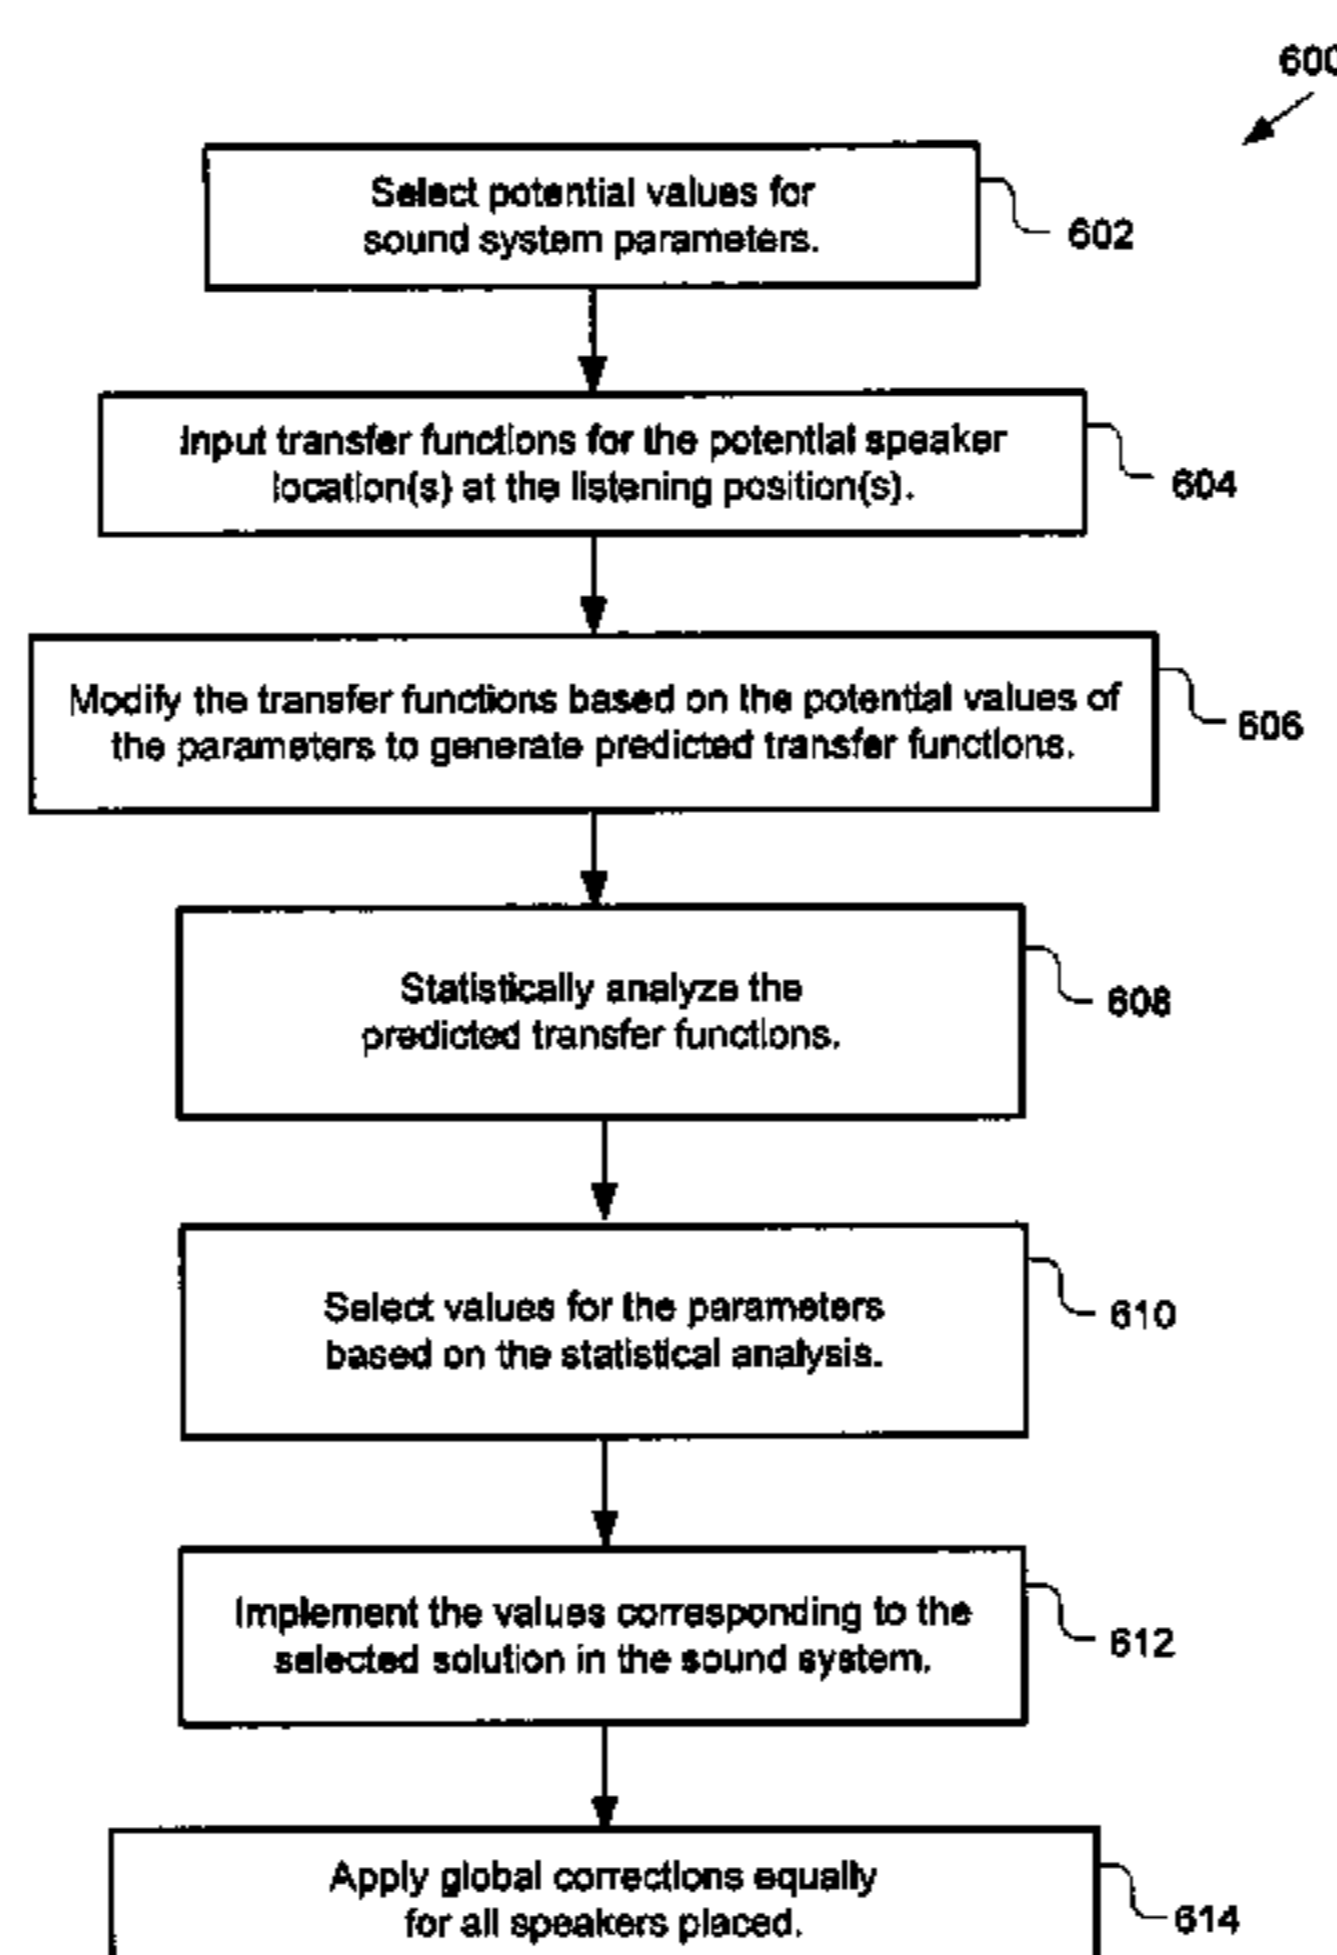 600
Select potential values for
sound system parameters.
602
Input transfer functions for the potential speaker
location(s) at the listening position(s).
604
Modify the transfer functions based on the potential values of
the parameters to generate predicted transfer functions.
606
Statistically analyze the
predicted transfer functions.
608
Select values for the parameters
based on the statistical analysis.
610
Implement the values corresponding to the
selected solution in the sound system.
612
Apply global corrections equally
for all speakers placed.
614